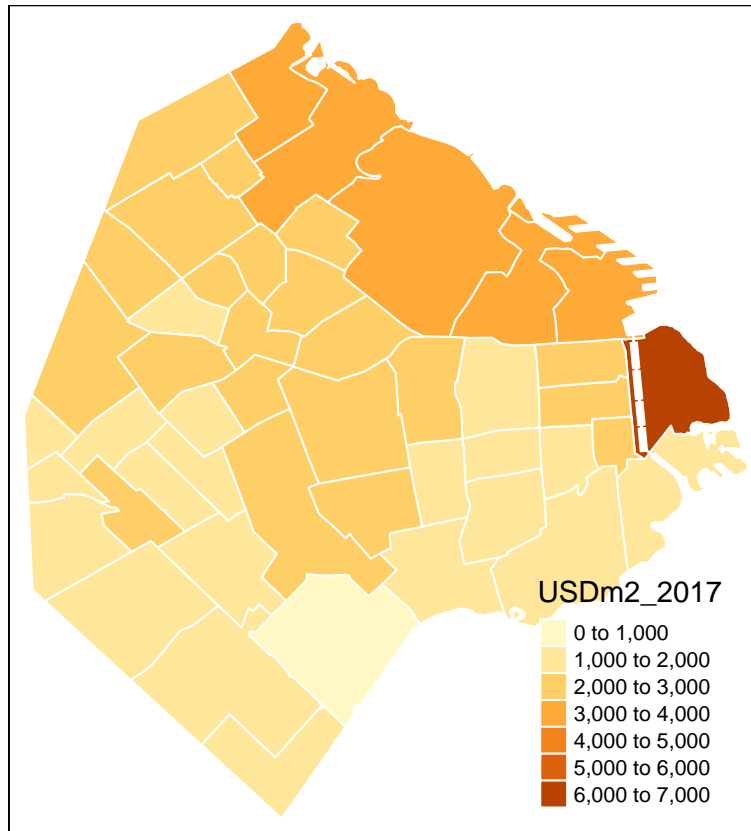 USDm2_2017
0 to 1,000
1,000 to 2,000
2,000 to 3,000
3,000 to 4,000
4,000 to 5,000
5,000 to 6,000
6,000 to 7,000